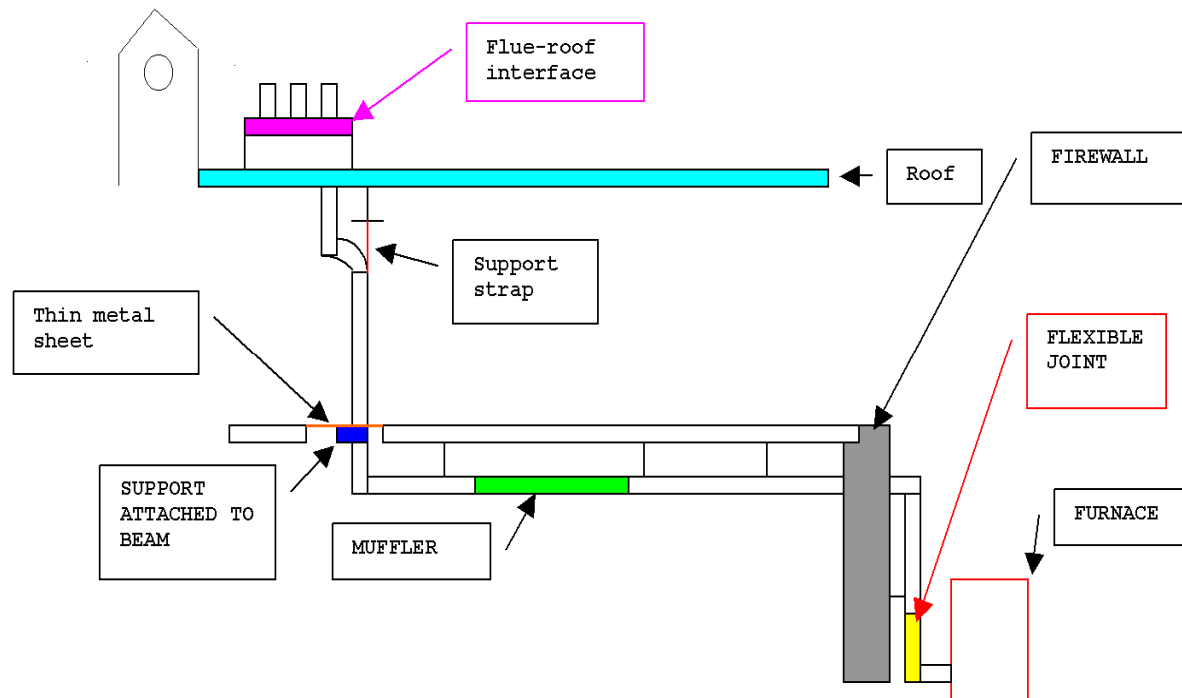 Flue-roof
interface
FIREWALL
Roof
Support
strap
Thin metal
sheet
FLEXIBLE
JOINT
SUPPORT
ATTACHED TO
BEAM
MUFFLER
FURNACE